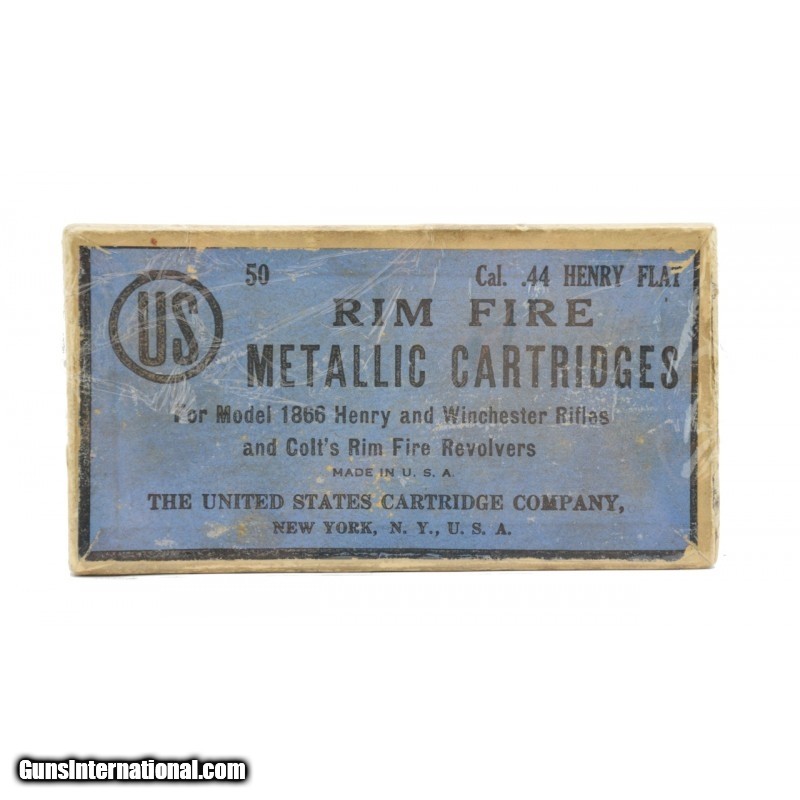 US
50 Cal. .44 HENRY FLAT
RIM FIRE
METALLIC CARTRIDGES
For Model 1866 Henry and Winchester Rifles
and Colt's Rim Fire Revolvers
MADE IN U. S. A.
THE UNITED STATES CARTRIDGE COMPANY,
NEW YORK, N. Y., U. S. A.
GunsInternational.com